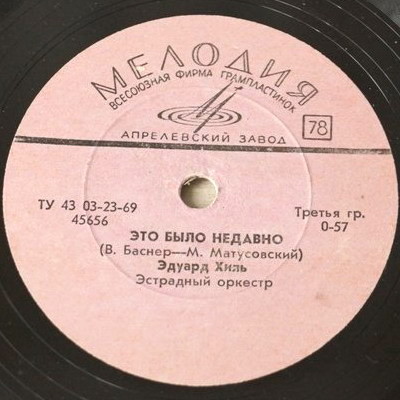 МЕЛОДИЯ
ВСЕСОЮЗНАЯ ФИРМА ГРАМПЛАСТИНОК
АПРЕЛЕВСКИЙ ЗАВОД
78
ТУ 43 03-23-69
45656
Третья гр.
0-57
ЭТО БЫЛО НЕДАВНО
(В. Баснер—М. Матусовский)
Эдуард Хиль
Эстрадный оркестр